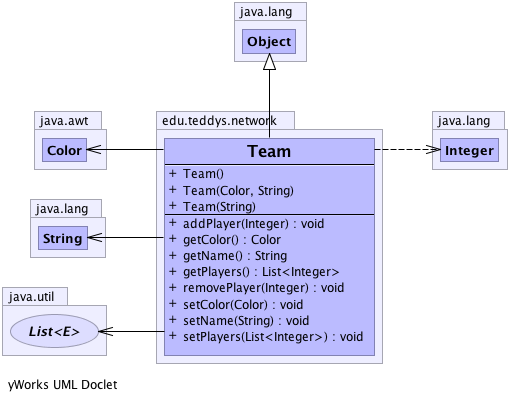 java.lang
Object
java.awt
Color
edu.teddys.network
java.lang
Integer
Team
+ Team()
+ Team(Color, String)
+ Team(String)
+ addPlayer(Integer) : void
+ getColor() : Color
+ getName() : String
+ getPlayers() : List<Integer>
+ removePlayer(Integer) : void
+ setColor(Color) : void
+ setName(String) : void
+ setPlayers(List<Integer>) : void
java.lang
String
java.util
List<E>
yWorks UML Doclet